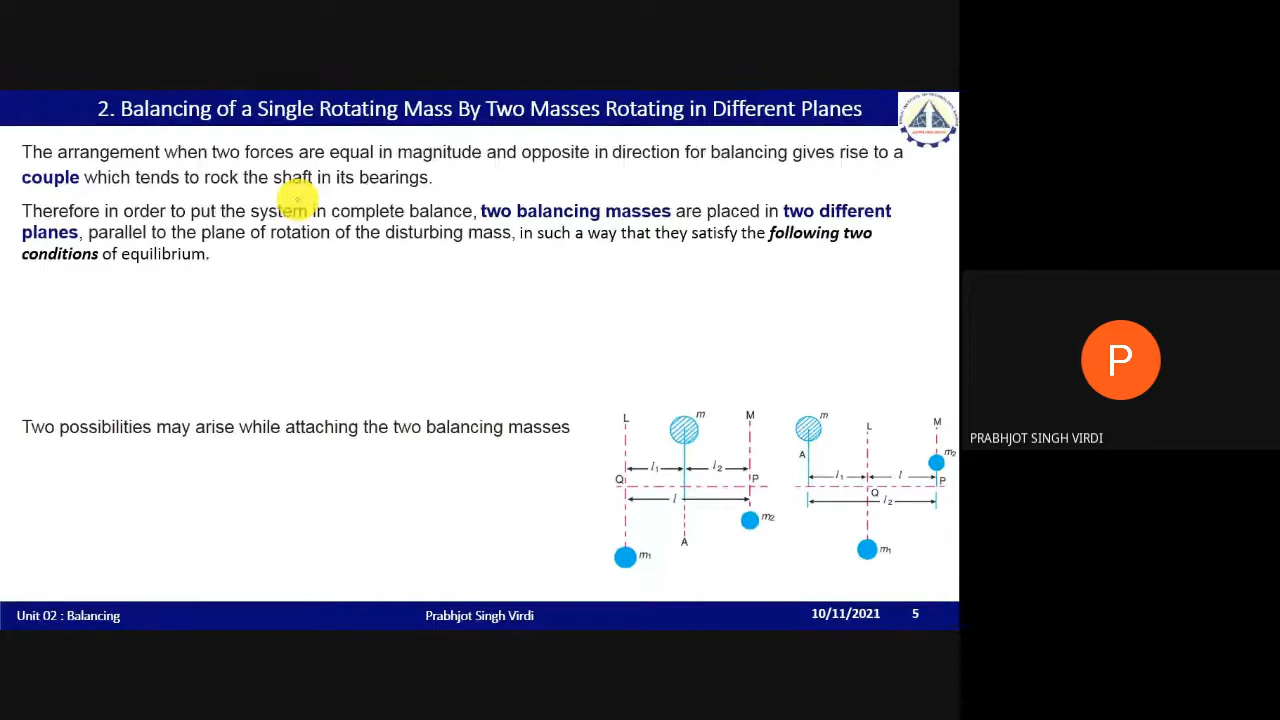 2. Balancing of a Single Rotating Mass By Two Masses Rotating in Different Planes
The arrangement when two forces are equal in magnitude and opposite in direction for balancing gives rise to a
couple which tends to rock the shaft in its bearings.
Therefore in order to put the system in complete balance, two balancing masses are placed in two different
planes, parallel to the plane of rotation of the disturbing mass, in such a way that they satisfy the following two
conditions of equilibrium.
Two possibilities may arise while attaching the two balancing masses
L m M
l1 l2
Q P
l
m2
A
m1
m L M
A m2
l1 l
Q P
l2
m1
PRABHJOT SINGH VIRDI
P
Unit 02 : Balancing Prabhjot Singh Virdi 10/11/2021 5